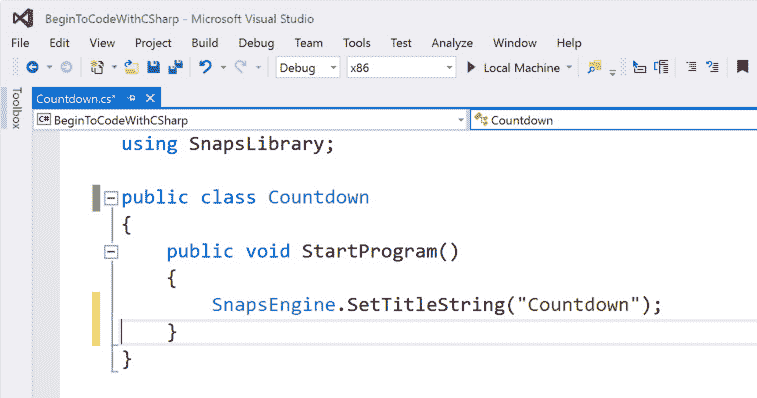 BeginToCodeWithCSharp - Microsoft Visual Studio
File Edit View Project Build Debug Team Tools Test Analyze Window Help
Debug x86 Local Machine
Toolbox
Countdown.cs*
C# BeginToCodeWithCSharp Countdown
using SnapsLibrary;
public class Countdown
{
public void StartProgram()
{
SnapsEngine.SetTitleString("Countdown");
}
}